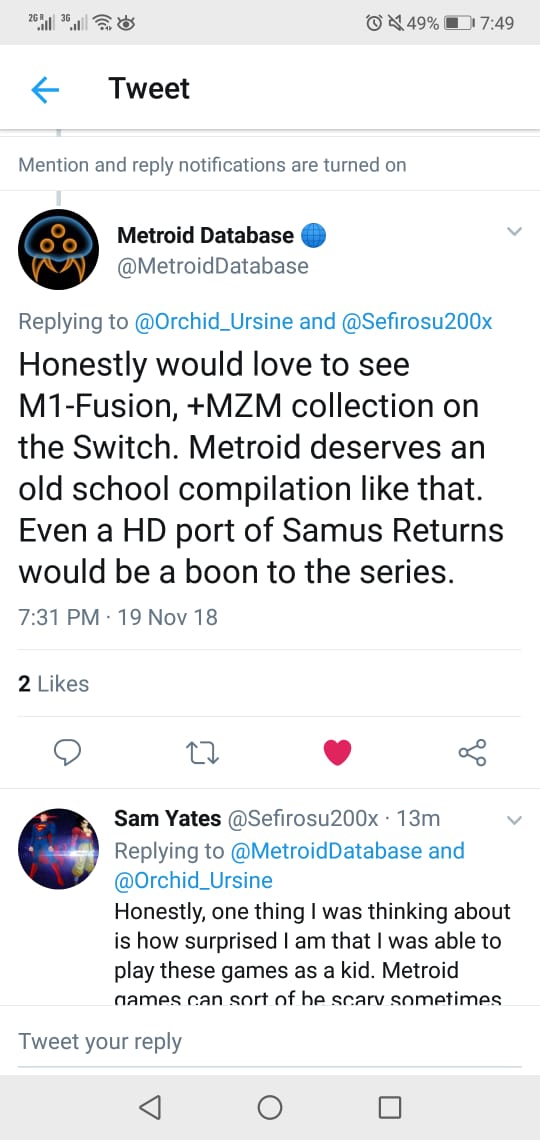 2G R 3G 49% 7:49
Tweet
Mention and reply notifications are turned on
Metroid Database
@MetroidDatabase
Replying to @Orchid_Ursine and @Sefirosu200x
Honestly would love to see
M1-Fusion, +MZM collection on
the Switch. Metroid deserves an
old school compilation like that.
Even a HD port of Samus Returns
would be a boon to the series.
7:31 PM · 19 Nov 18
2 Likes
Sam Yates @Sefirosu200x · 13m
Replying to @MetroidDatabase and
@Orchid_Ursine
Honestly, one thing I was thinking about
is how surprised I am that I was able to
play these games as a kid. Metroid
games can sort of be scary sometimes
Tweet your reply